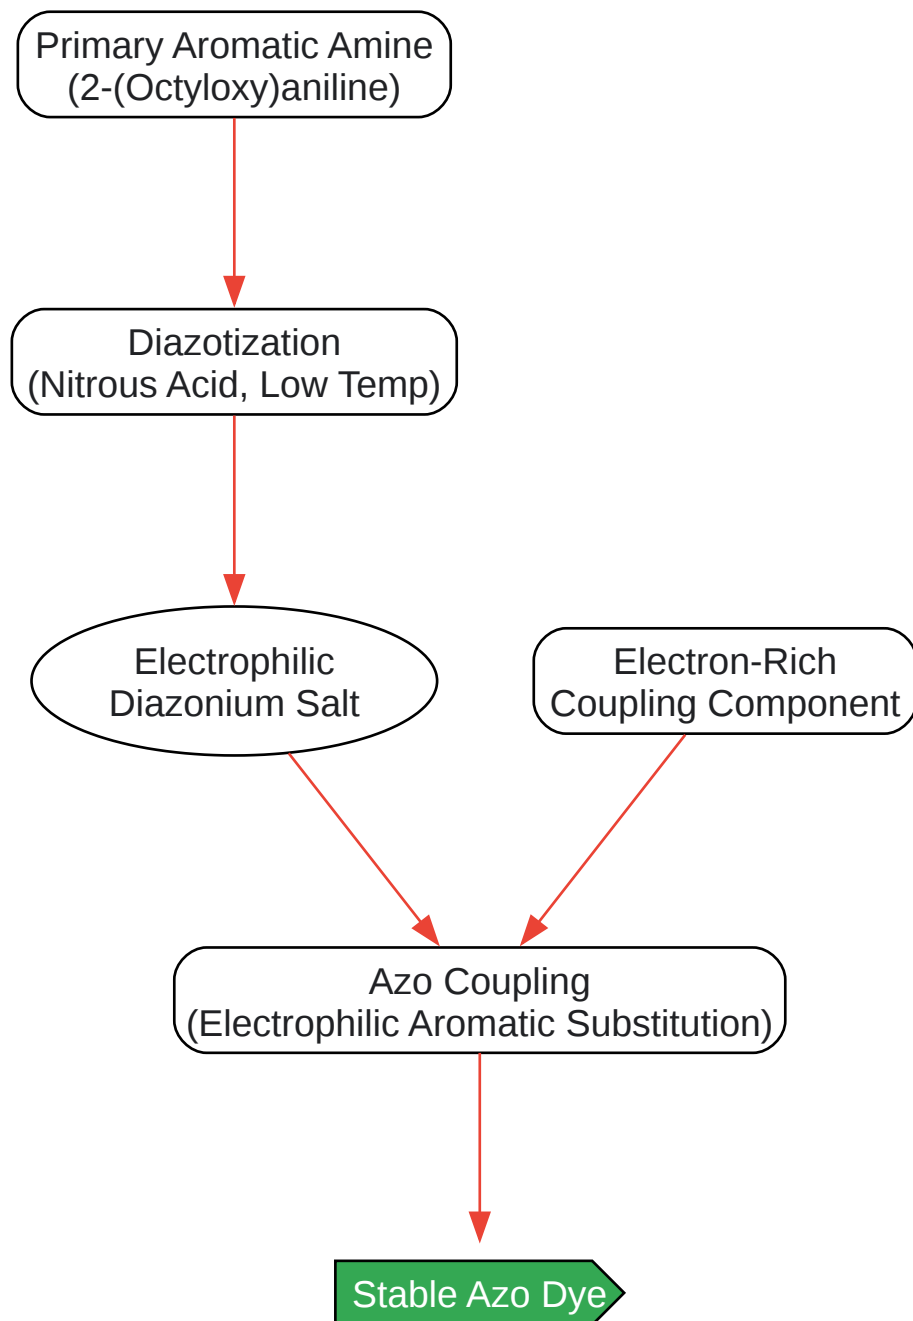 Primary Aromatic Amine
(2-(Octyloxy)aniline)
Diazotization
(Nitrous Acid, Low Temp)
Electrophilic
Diazonium Salt
Electron-Rich
Coupling Component
Azo Coupling
(Electrophilic Aromatic Substitution)
Stable Azo Dye